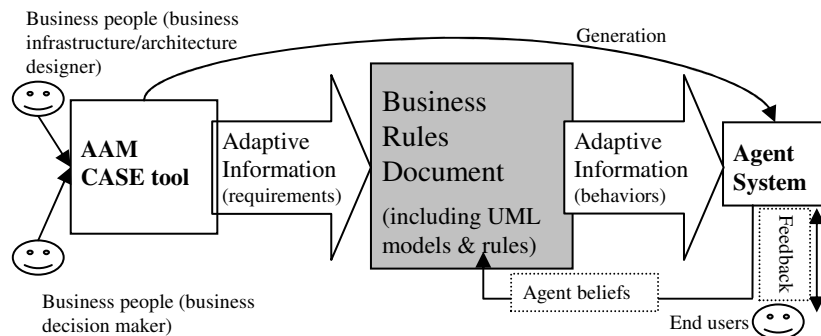 Business people (business
infrastructure/architecture
designer)
Generation
AAM
CASE tool
Adaptive
Information
(requirements)
Business
Rules
Document
(including UML
models & rules)
Adaptive
Information
(behaviors)
Agent
System
Feedback
Agent beliefs
End users
Business people (business
decision maker)